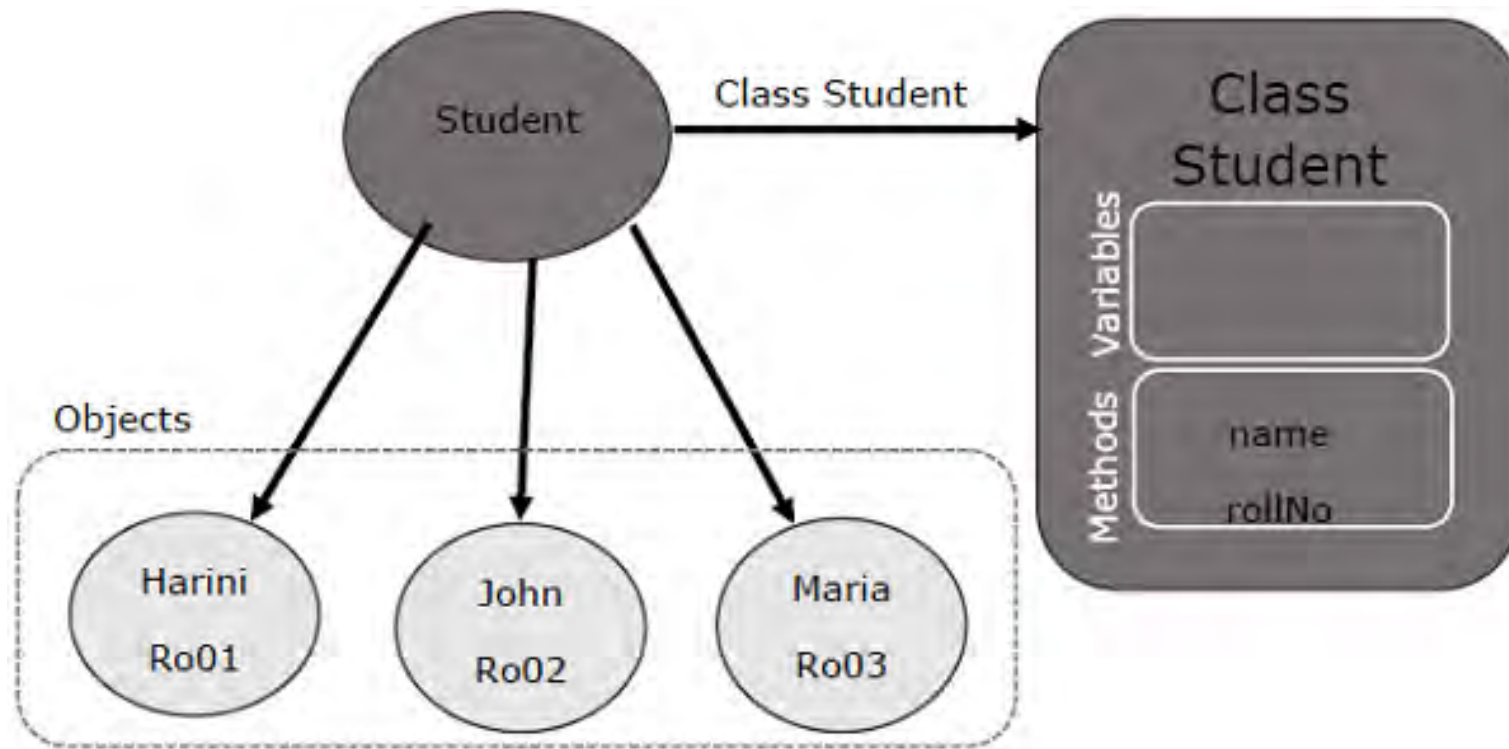 Student
Class Student
Class
Student
Variables
Methods
name
rollNo
Objects
Harini
Ro01
John
Ro02
Maria
Ro03